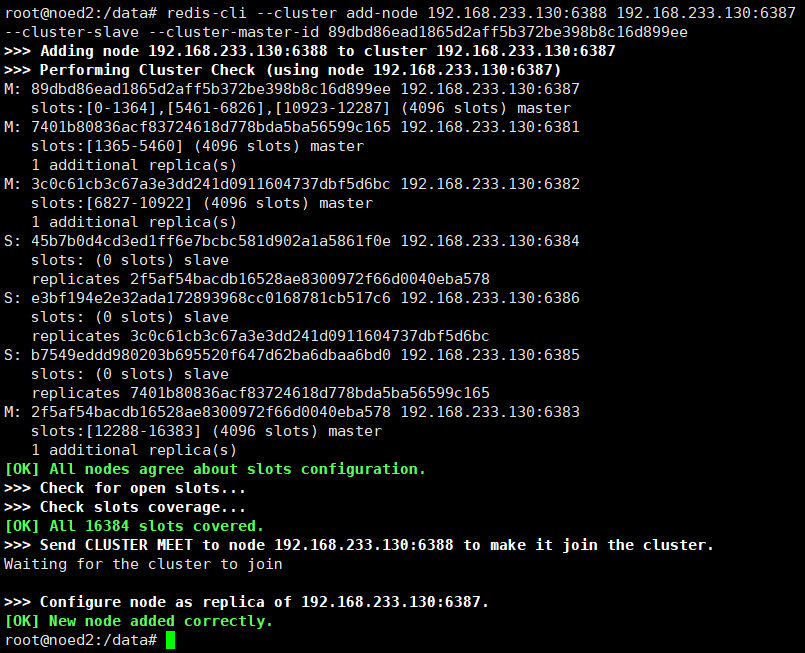 root@noed2:/data# redis-cli --cluster add-node 192.168.233.130:6388 192.168.233.130:6387
--cluster-slave --cluster-master-id 89dbd86ead1865d2aff5b372be398b8c16d899ee
>>> Adding node 192.168.233.130:6388 to cluster 192.168.233.130:6387
>>> Performing Cluster Check (using node 192.168.233.130:6387)
M: 89dbd86ead1865d2aff5b372be398b8c16d899ee 192.168.233.130:6387
   slots:[0-1364],[5461-6826],[10923-12287] (4096 slots) master
M: 7401b80836acf83724618d778bda5ba56599c165 192.168.233.130:6381
   slots:[1365-5460] (4096 slots) master
   1 additional replica(s)
M: 3c0c61cb3c67a3e3dd241d0911604737dbf5d6bc 192.168.233.130:6382
   slots:[6827-10922] (4096 slots) master
   1 additional replica(s)
S: 45b7b0d4cd3ed1ff6e7bcbc581d902a1a5861f0e 192.168.233.130:6384
   slots: (0 slots) slave
   replicates 2f5af54bacdb16528ae8300972f66d0040eba578
S: e3bf194e2e32ada172893968cc0168781cb517c6 192.168.233.130:6386
   slots: (0 slots) slave
   replicates 3c0c61cb3c67a3e3dd241d0911604737dbf5d6bc
S: b7549eddd980203b695520f647d62ba6dbaa6bd0 192.168.233.130:6385
   slots: (0 slots) slave
   replicates 7401b80836acf83724618d778bda5ba56599c165
M: 2f5af54bacdb16528ae8300972f66d0040eba578 192.168.233.130:6383
   slots:[12288-16383] (4096 slots) master
   1 additional replica(s)
[OK] All nodes agree about slots configuration.
>>> Check for open slots...
>>> Check slots coverage...
[OK] All 16384 slots covered.
>>> Send CLUSTER MEET to node 192.168.233.130:6388 to make it join the cluster.
Waiting for the cluster to join
>>> Configure node as replica of 192.168.233.130:6387.
[OK] New node added correctly.
root@noed2:/data#